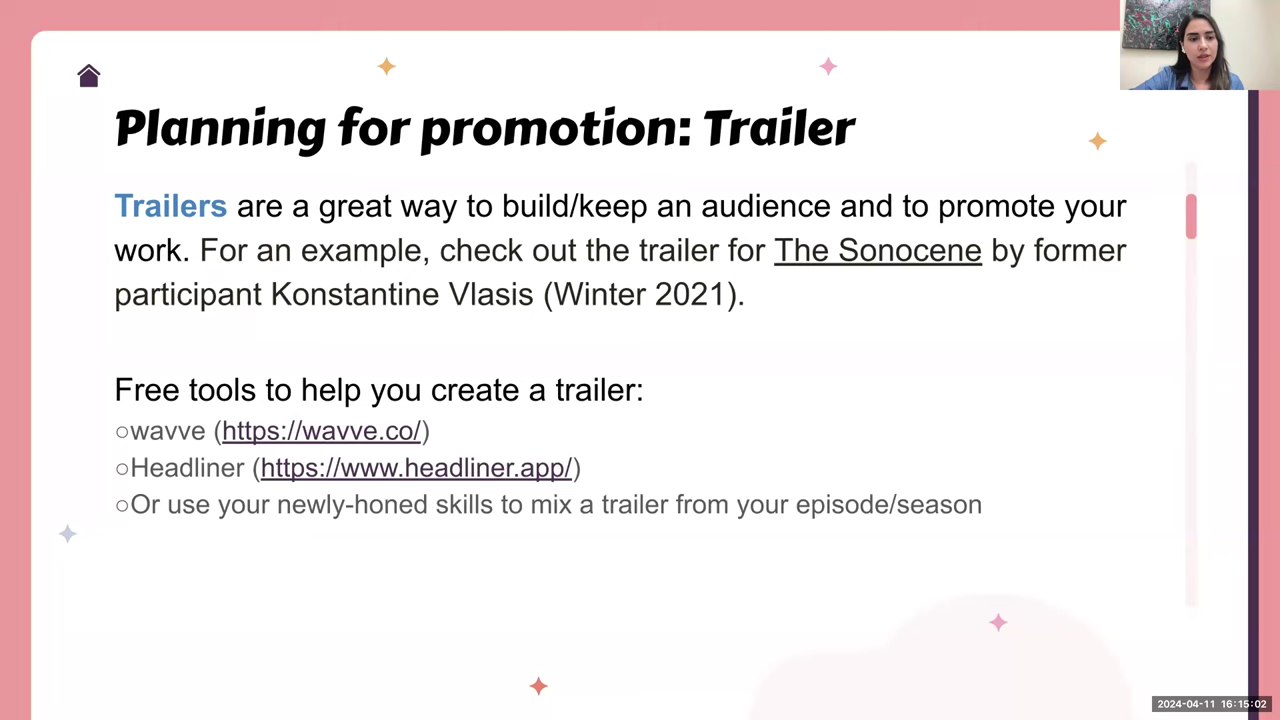 Planning for promotion: Trailer
Trailers are a great way to build/keep an audience and to promote your
work. For an example, check out the trailer for The Sonocene by former
participant Konstantine Vlasis (Winter 2021).
Free tools to help you create a trailer:
○wavve (https://wavve.co/)
○Headliner (https://www.headliner.app/)
○Or use your newly-honed skills to mix a trailer from your episode/season
2024-04-11 16:15:02